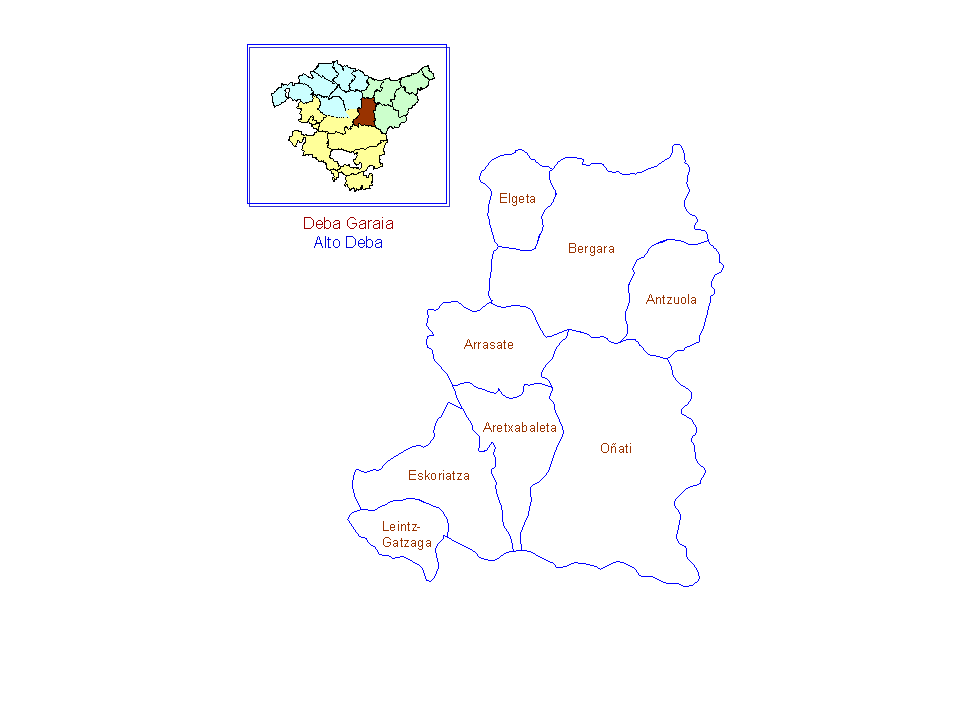 Deba Garaia
Alto Deba
Elgeta
Bergara
Antzuola
Arrasate
Aretxabaleta
Oñati
Eskoriatza
Leintz-
Gatzaga